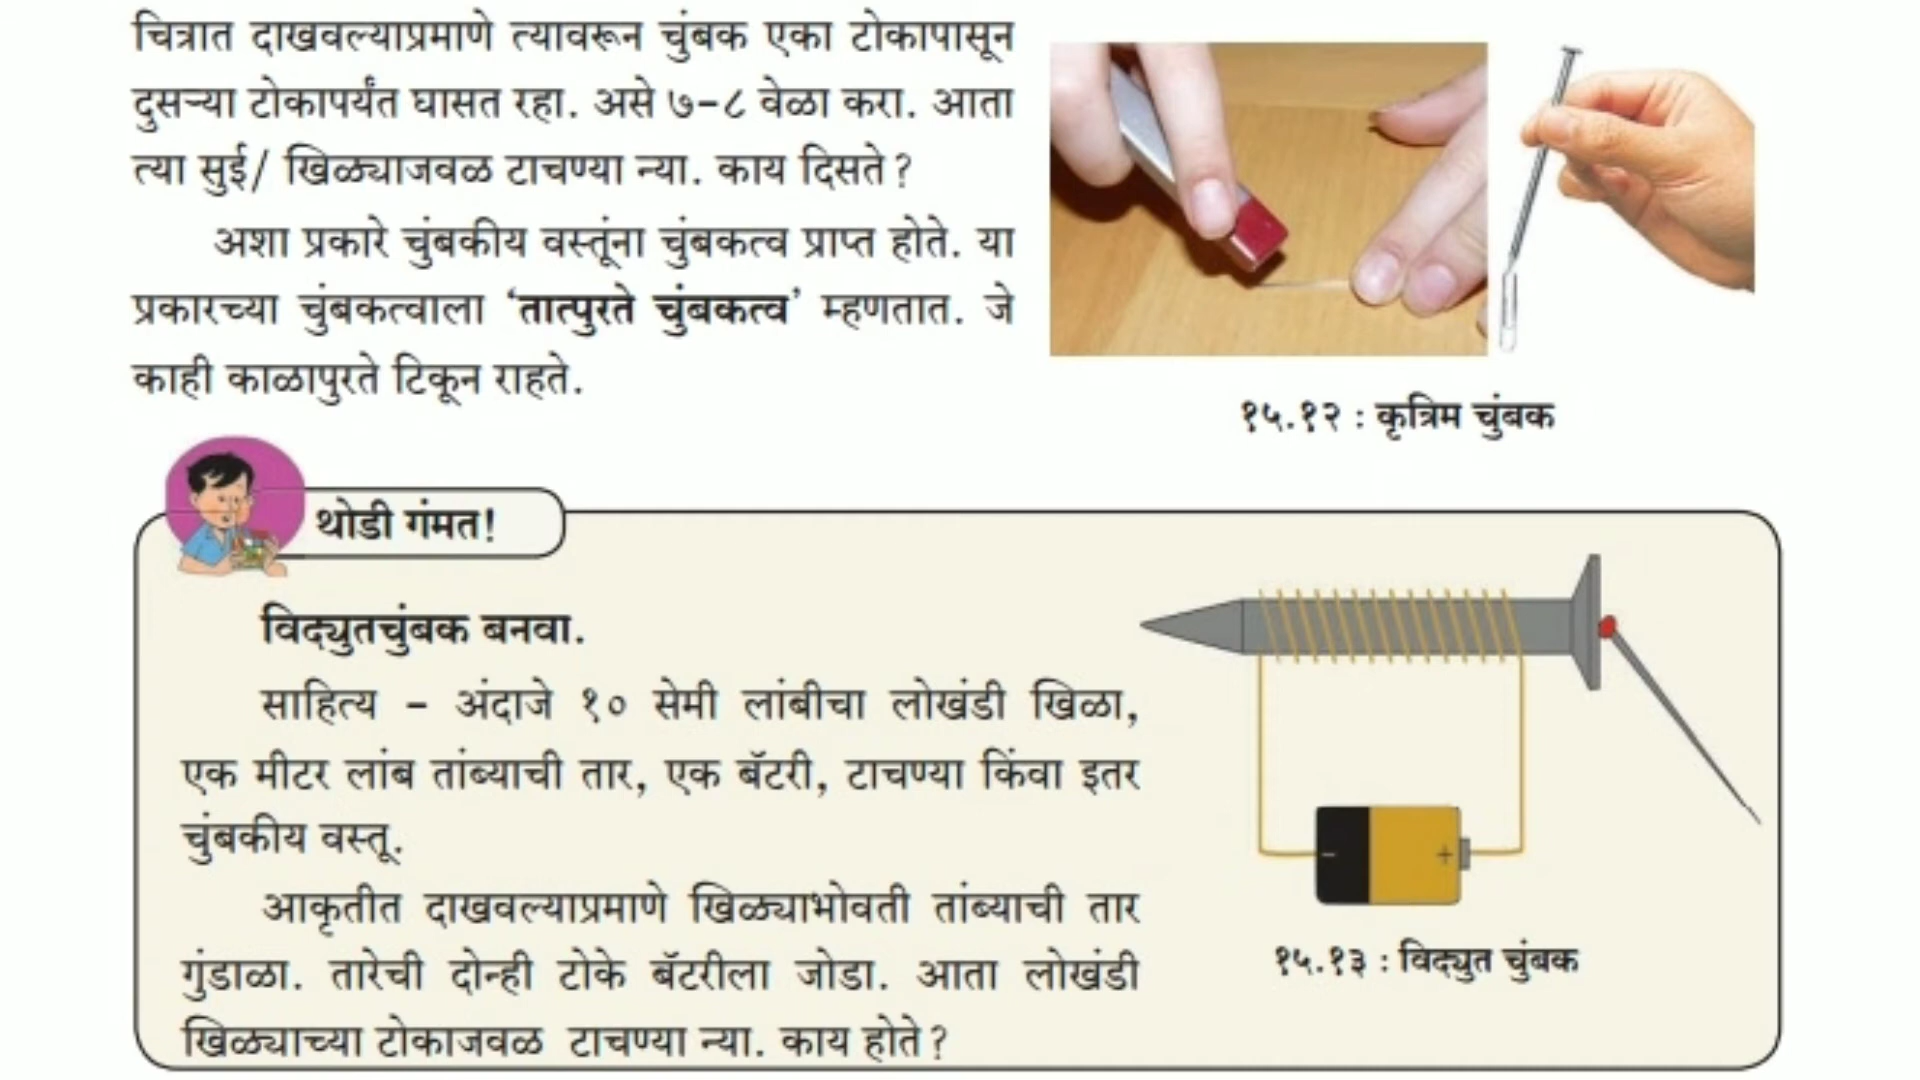 चित्रात दाखवल्याप्रमाणे त्यावरून चुंबक एका टोकापासून
दुसऱ्या टोकापर्यंत घासत रहा. असे ७-८ वेळा करा. आता
त्या सुई/ खिळ्याजवळ टाचण्या न्या. काय दिसते ?
अशा प्रकारे चुंबकीय वस्तूंना चुंबकत्व प्राप्त होते. या
प्रकारच्या चुंबकत्वाला ‘तात्पुरते चुंबकत्व’ म्हणतात. जे
काही काळापुरते टिकून राहते.
१५.१२ : कृत्रिम चुंबक
थोडी गंमत!
विद्युतचुंबक बनवा.
साहित्य - अंदाजे १० सेमी लांबीचा लोखंडी खिळा,
एक मीटर लांब तांब्याची तार, एक बॅटरी, टाचण्या किंवा इतर
चुंबकीय वस्तू.
आकृतीत दाखवल्याप्रमाणे खिळ्याभोवती तांब्याची तार
गुंडाळा. तारेची दोन्ही टोके बॅटरीला जोडा. आता लोखंडी
खिळ्याच्या टोकाजवळ टाचण्या न्या. काय होते ?
- +
१५.१३ : विद्युत चुंबक